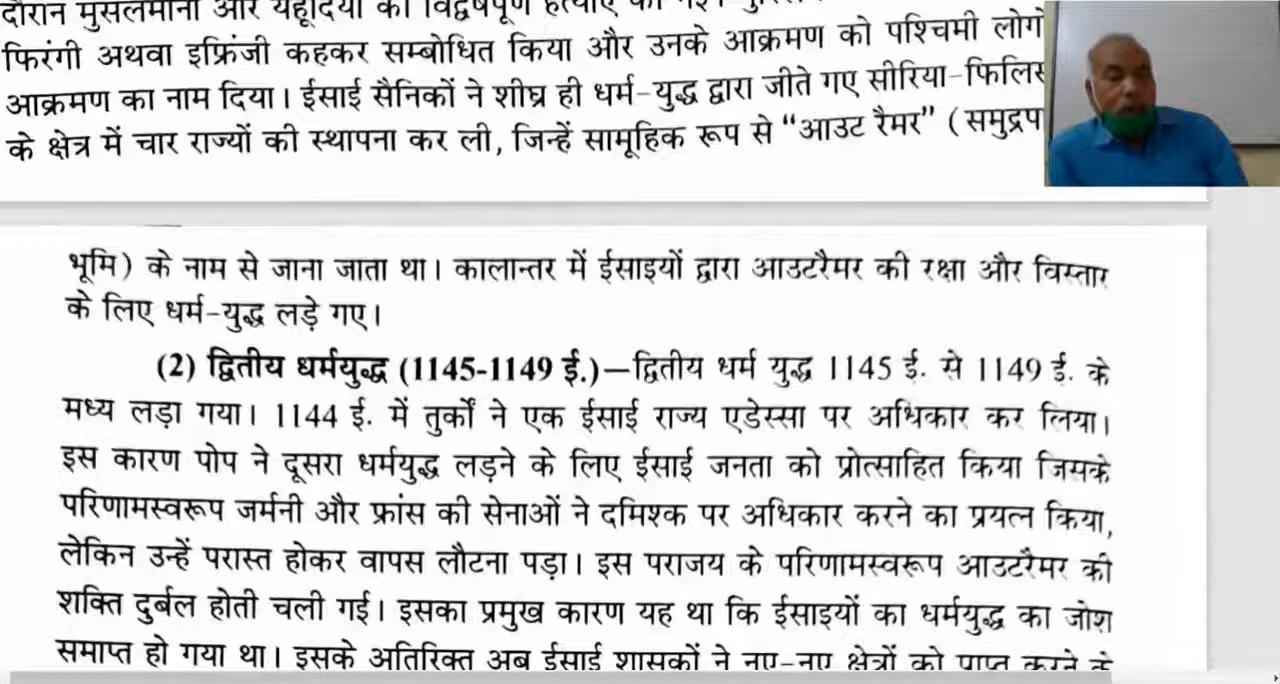 दौरान मुसलमानों और यहूदियों की विद्वेषपूर्ण हत्याएँ की गई।
फिरंगी अथवा इफ्रिंजी कहकर सम्बोधित किया और उनके आक्रमण को पश्चिमी लोगों
आक्रमण का नाम दिया। ईसाई सैनिकों ने शीघ्र ही धर्म-युद्ध द्वारा जीते गए सीरिया-फिलिस
के क्षेत्र में चार राज्यों की स्थापना कर ली, जिन्हें सामूहिक रूप से “आउट रैमर” (समुद्रप
भूमि) के नाम से जाना जाता था। कालान्तर में ईसाइयों द्वारा आउटरैमर की रक्षा और विस्तार
के लिए धर्म-युद्ध लड़े गए।
(2) द्वितीय धर्मयुद्ध (1145-1149 ई.)—द्वितीय धर्म युद्ध 1145 ई. से 1149 ई. के
मध्य लड़ा गया। 1144 ई. में तुर्कों ने एक ईसाई राज्य एडेस्सा पर अधिकार कर लिया।
इस कारण पोप ने दूसरा धर्मयुद्ध लड़ने के लिए ईसाई जनता को प्रोत्साहित किया जिसके
परिणामस्वरूप जर्मनी और फ्रांस की सेनाओं ने दमिश्क पर अधिकार करने का प्रयत्न किया,
लेकिन उन्हें परास्त होकर वापस लौटना पड़ा। इस पराजय के परिणामस्वरूप आउटरैमर की
शक्ति दुर्बल होती चली गई। इसका प्रमुख कारण यह था कि ईसाइयों का धर्मयुद्ध का जोश
समाप्त हो गया था। इसके अतिरिक्त अब ईसाई शासकों ने नए-नए क्षेत्रों को प्राप्त करने के